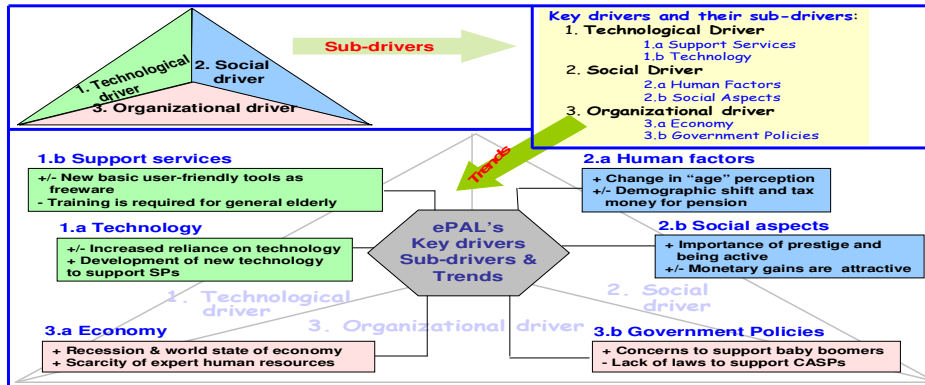 1. Technological
driver
2. Social
driver
3. Organizational driver
Sub-drivers
Key drivers and their sub-drivers:
1. Technological Driver
1.a Support Services
1.b Technology
2. Social Driver
2.a Human Factors
2.b Social Aspects
3. Organizational driver
3.a Economy
3.b Government Policies
Trends
1.b Support services
+/- New basic user-friendly tools as
freeware
- Training is required for general elderly
2.a Human factors
+ Change in “age” perception
+/- Demographic shift and tax
money for pension
1.a Technology
+/- Increased reliance on technology
+ Development of new technology
to support SPs
ePAL’s
Key drivers
Sub-drivers &
Trends
2.b Social aspects
+ Importance of prestige and
being active
+/- Monetary gains are attractive
1. Technological
driver
2. Social
driver
3. Organizational driver
3.a Economy
+ Recession & world state of economy
+ Scarcity of expert human resources
3.b Government Policies
+ Concerns to support baby boomers
- Lack of laws to support CASPs